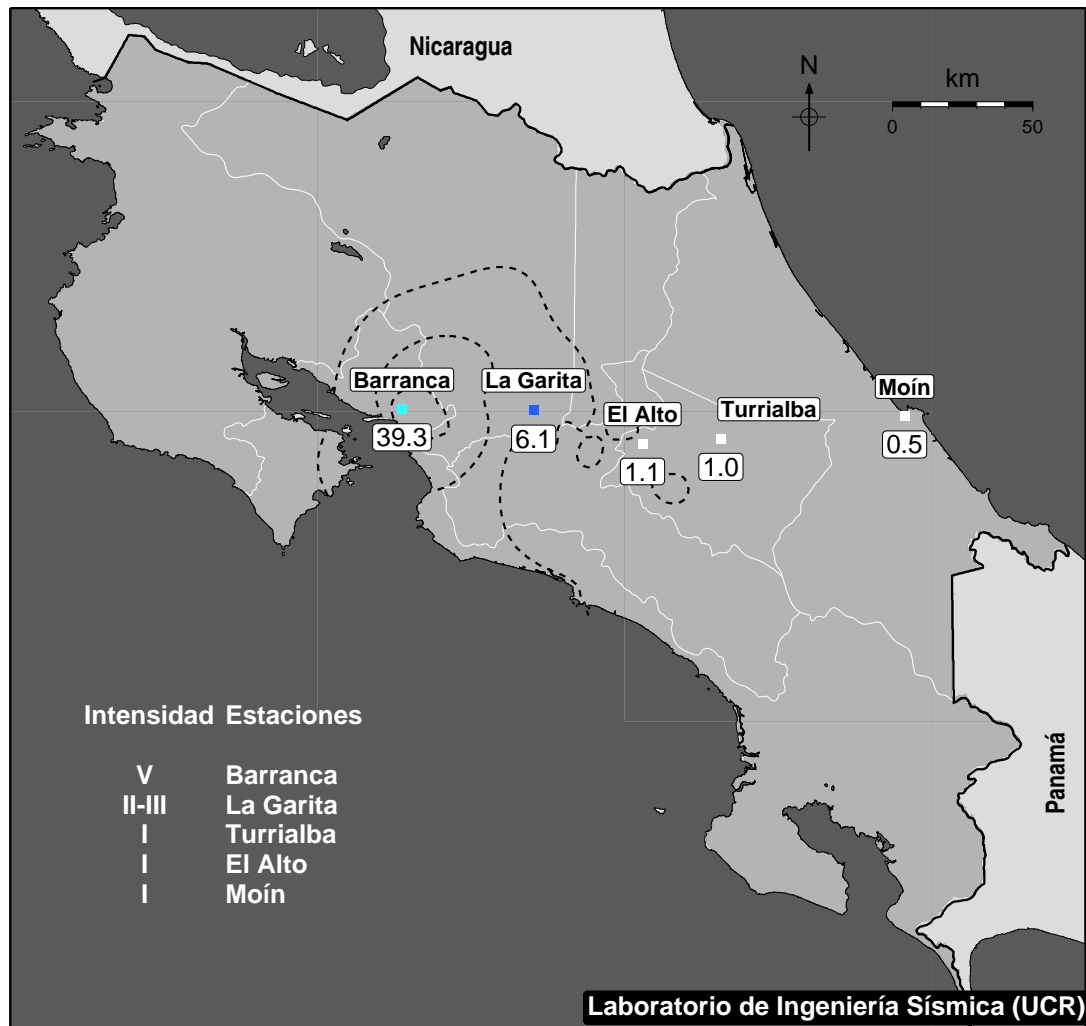 Nicaragua
N
km
0 50
Barranca
La Garita
Moín
El Alto
Turrialba
39.3
6.1
1.1
1.0
0.5
Intensidad Estaciones
V Barranca
II-III La Garita
I Turrialba
I El Alto
I Moín
Panamá
Laboratorio de Ingeniería Sísmica (UCR)